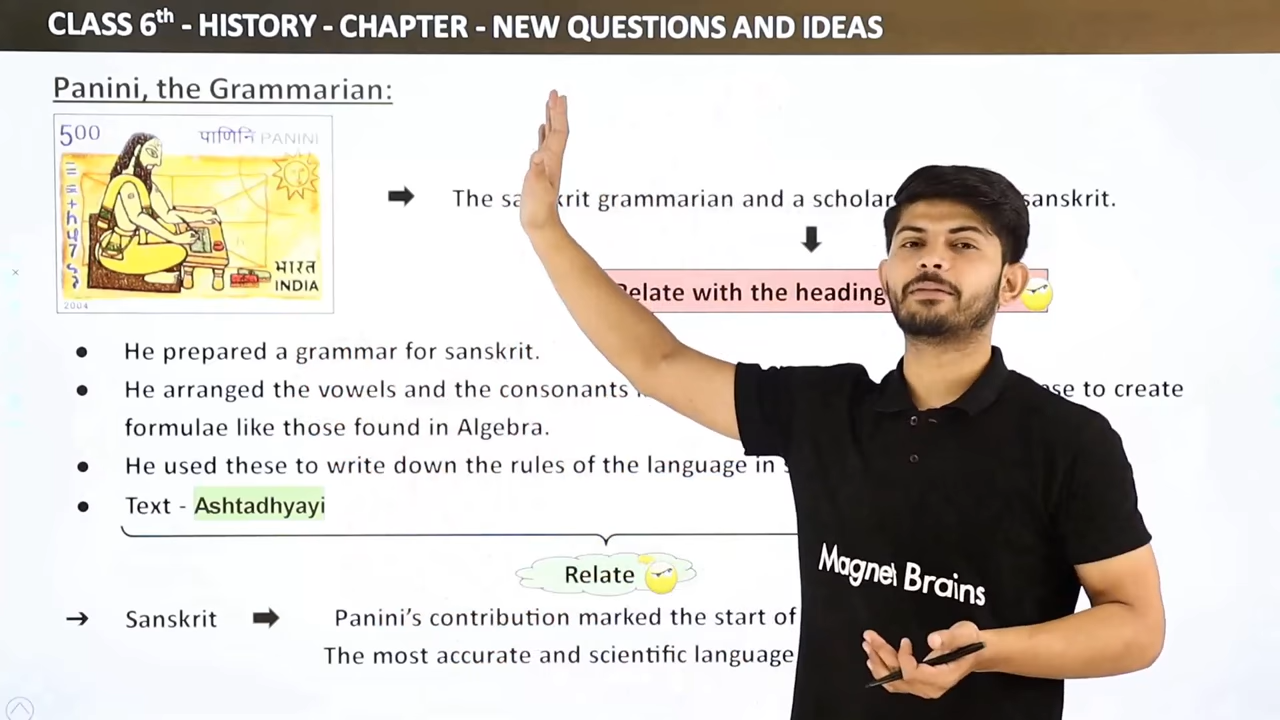 CLASS 6th - HISTORY - CHAPTER - NEW QUESTIONS AND IDEAS
Panini, the Grammarian:
500 पाणिनि PANINI
भारत
INDIA
2004
The krit grammarian and a scholar sanskrit.
Relate with the heading
He prepared a grammar for sanskrit.
He arranged the vowels and the consonants to create
formulae like those found in Algebra.
He used these to write down the rules of the language in
Text - Ashtadhyayi
Relate
Sanskrit Panini's contribution marked the start of
The most accurate and scientific language
Magnet Brains